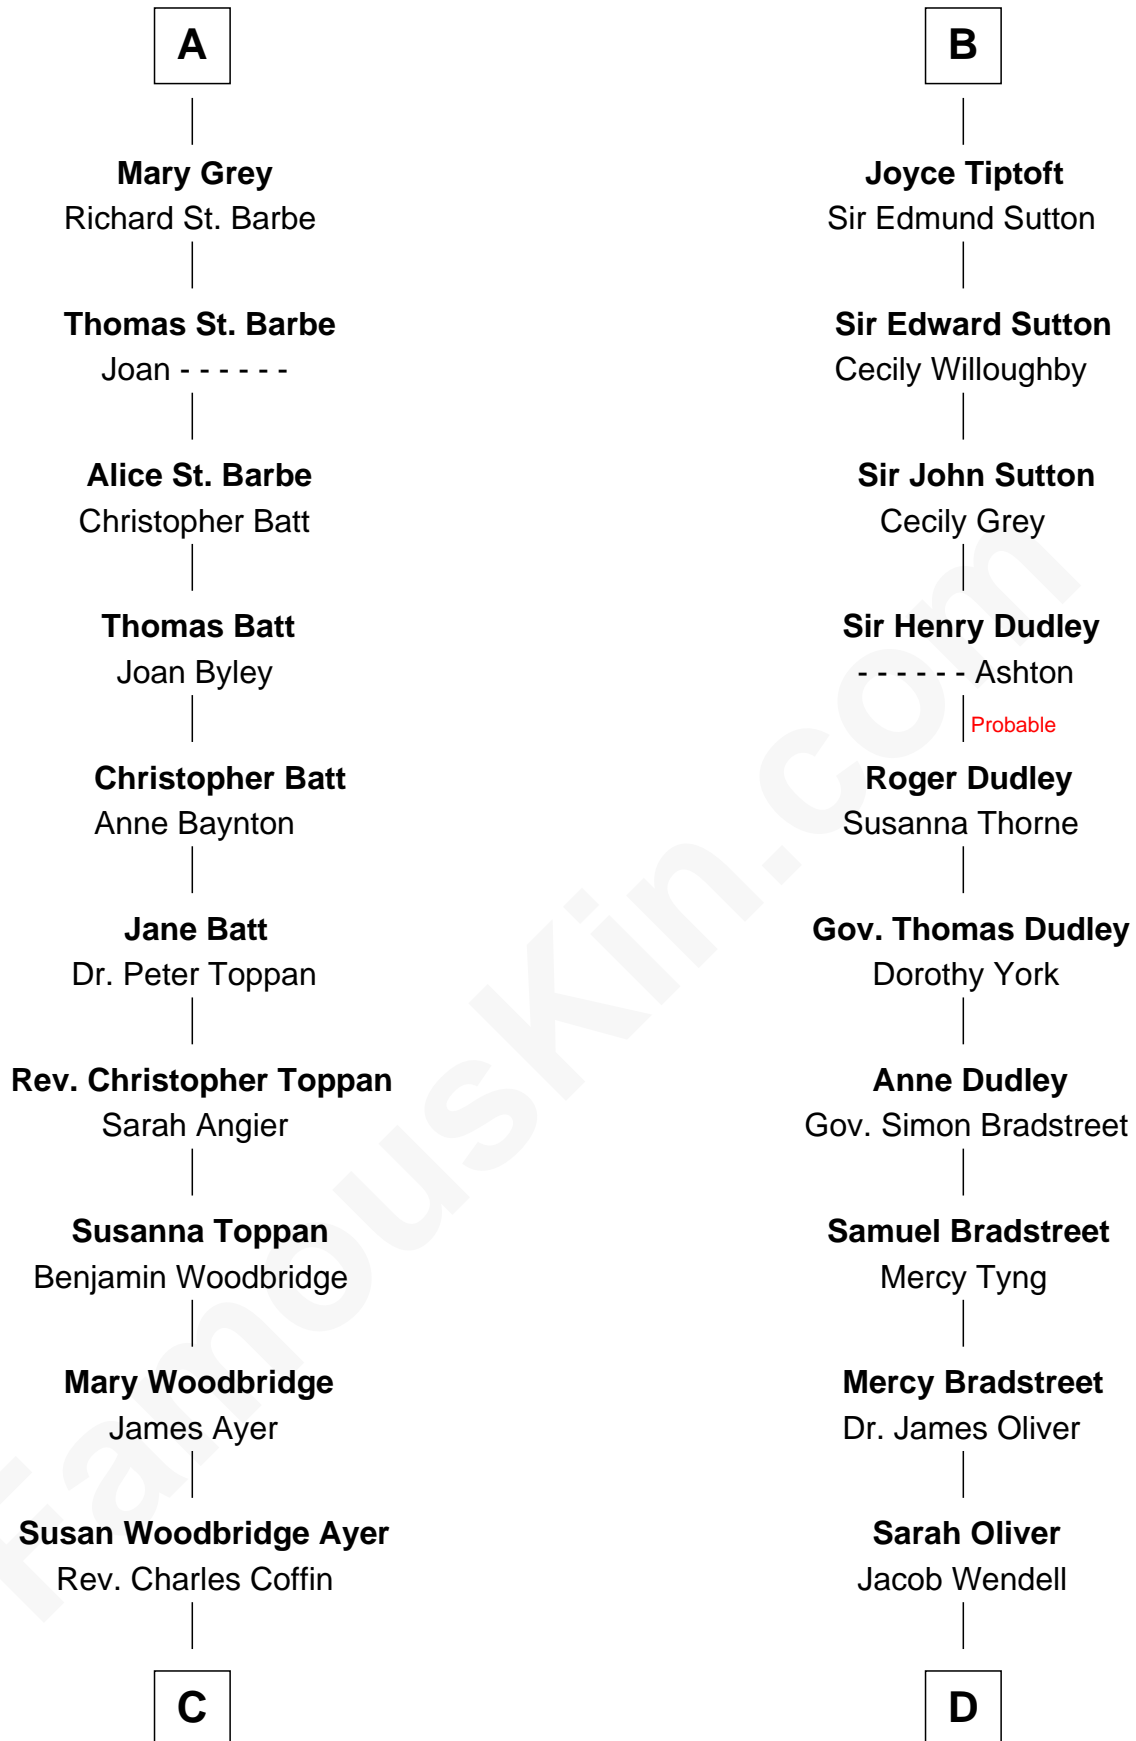 A
Mary Grey
Richard St. Barbe
Thomas St. Barbe
Joan - - - - - -
Alice St. Barbe
Christopher Batt
Thomas Batt
Joan Byley
Christopher Batt
Anne Baynton
Jane Batt
Dr. Peter Toppan
Rev. Christopher Toppan
Sarah Angier
Susanna Toppan
Benjamin Woodbridge
Mary Woodbridge
James Ayer
Susan Woodbridge Ayer
Rev. Charles Coffin
C
B
Joyce Tiptoft
Sir Edmund Sutton
Sir Edward Sutton
Cecily Willoughby
Sir John Sutton
Cecily Grey
Sir Henry Dudley
- - - - - - Ashton
Probable
Roger Dudley
Susanna Thorne
Gov. Thomas Dudley
Dorothy York
Anne Dudley
Gov. Simon Bradstreet
Samuel Bradstreet
Mercy Tyng
Mercy Bradstreet
Dr. James Oliver
Sarah Oliver
Jacob Wendell
D
FamousKin.com